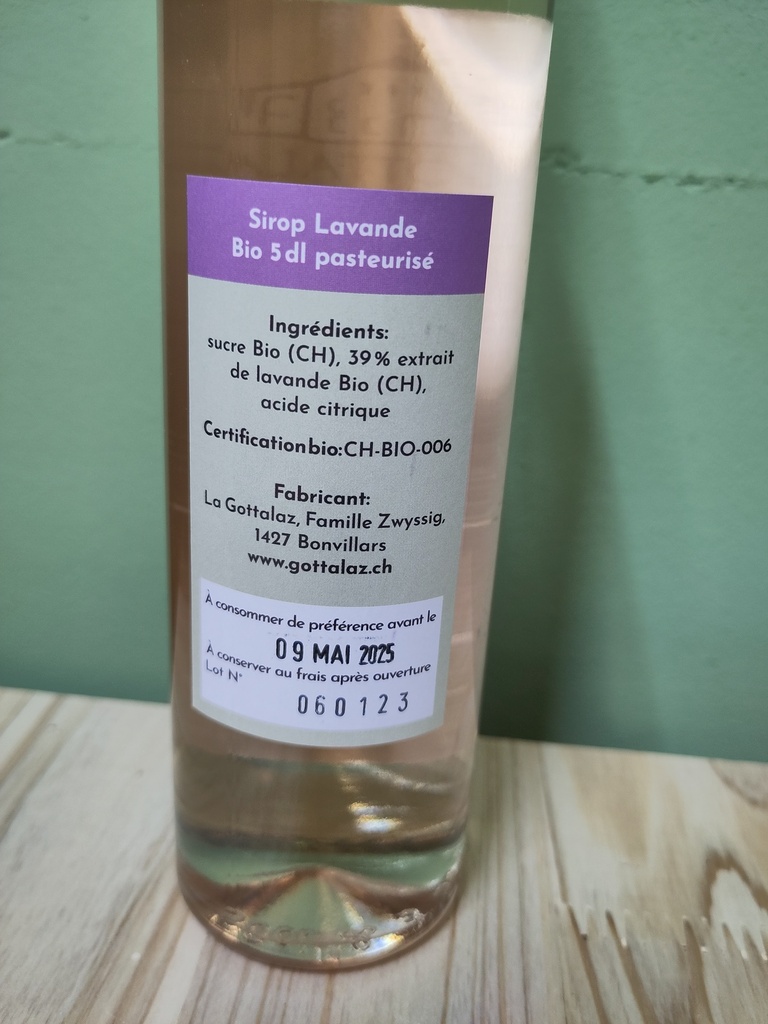 Sirop Lavande
Bio 5dl pasteurisé
Ingrédients:
sucre Bio (CH), 39% extrait
de lavande Bio (CH),
acide citrique
Certification bio: CH-BIO-006
Fabricant:
La Gottalaz, Famille Zwyssig,
1427 Bonvillars
www.gottalaz.ch
À consommer de préférence avant le
09 MAI 2025
À conserver au frais après ouverture
Lot N°
060123